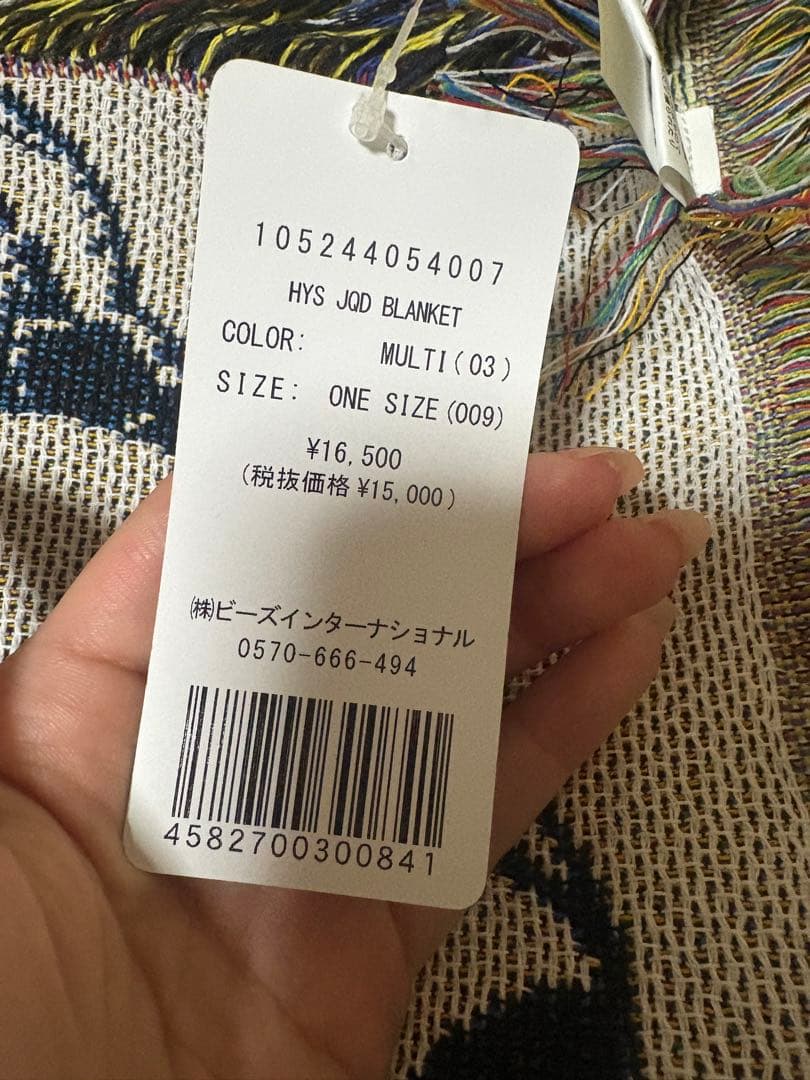 105244054007
HYS JQD BLANKET
COLOR: MULTI(03)
SIZE: ONE SIZE(009)
¥16,500
(税抜価格¥15,000)
㈱ビーズインターナショナル
0570-666-494
4582700300841